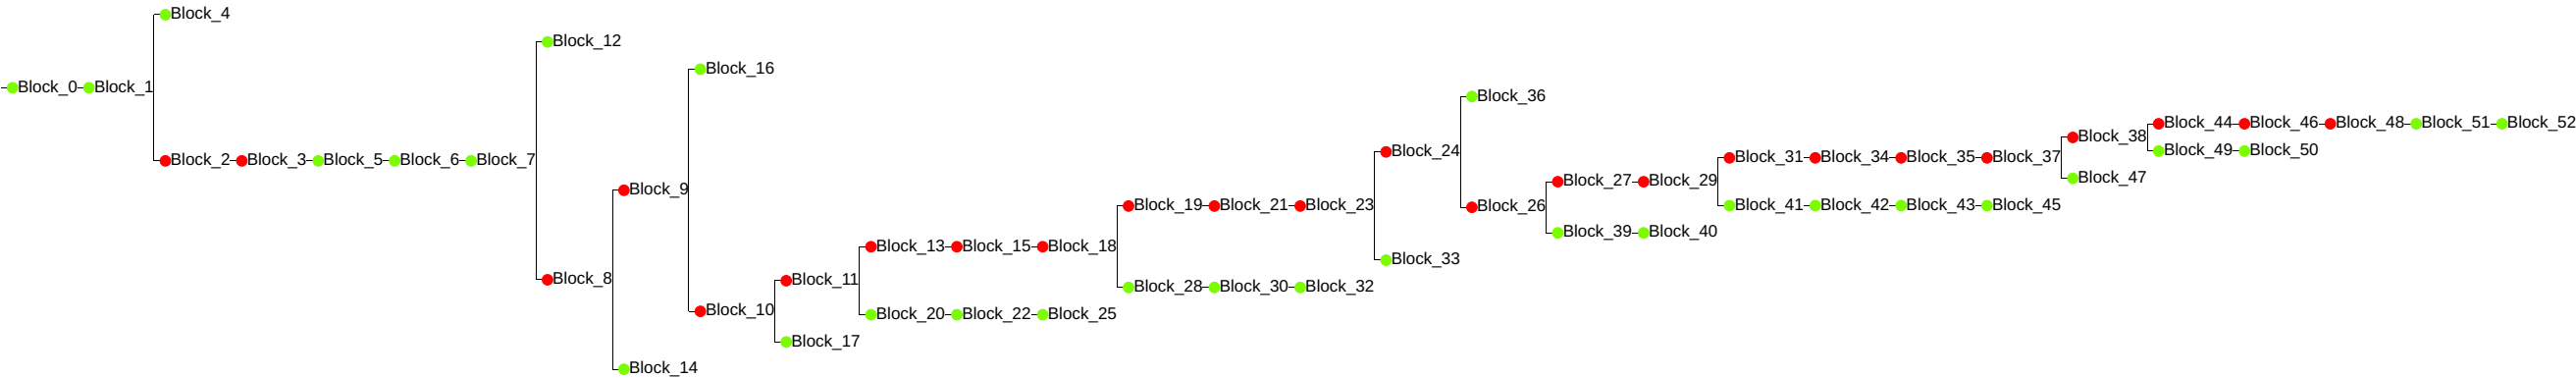 Block_4
Block_12
Block_16
Block_0 Block_1
Block_36
Block_44 Block_46 Block_48 Block_51 Block_52
Block_38
Block_24
Block_49 Block_50
Block_31 Block_34 Block_35 Block_37
Block_2 Block_3 Block_5 Block_6 Block_7
Block_47
Block_27 Block_29
Block_9
Block_19 Block_21 Block_23
Block_26
Block_41 Block_42 Block_43 Block_45
Block_39 Block_40
Block_13 Block_15 Block_18
Block_33
Block_8
Block_11
Block_28 Block_30 Block_32
Block_10
Block_20 Block_22 Block_25
Block_17
Block_14